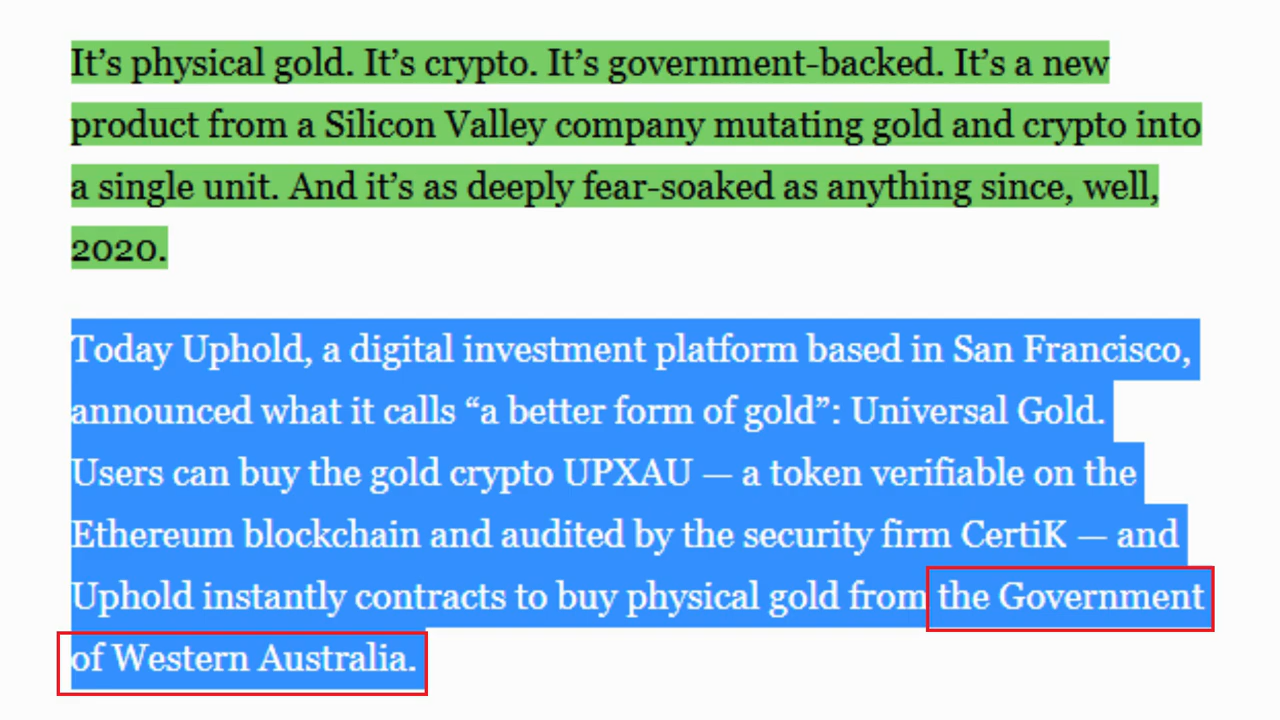 It’s physical gold. It’s crypto. It’s government-backed. It’s a new
product from a Silicon Valley company mutating gold and crypto into
a single unit. And it’s as deeply fear-soaked as anything since, well,
2020.
Today Uphold, a digital investment platform based in San Francisco,
announced what it calls “a better form of gold”: Universal Gold.
Users can buy the gold crypto UPXAU — a token verifiable on the
Ethereum blockchain and audited by the security firm CertiK — and
Uphold instantly contracts to buy physical gold from the Government
of Western Australia.